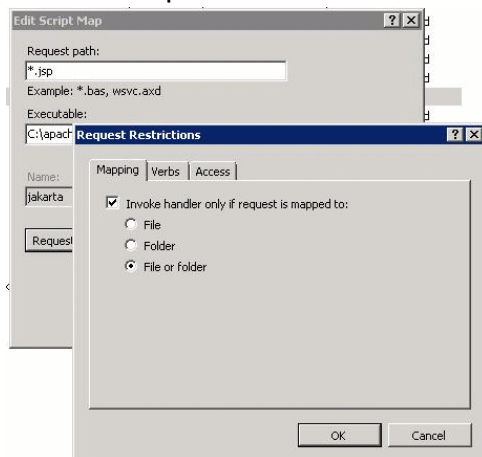 Edit Script Map
Request path:
*.jsp
Example: *.bas, wsvc.axd
Executable:
C:\apach
Name:
jakarta
Request
Request Restrictions
Mapping Verbs Access
Invoke handler only if request is mapped to:
File
Folder
File or folder
OK Cancel